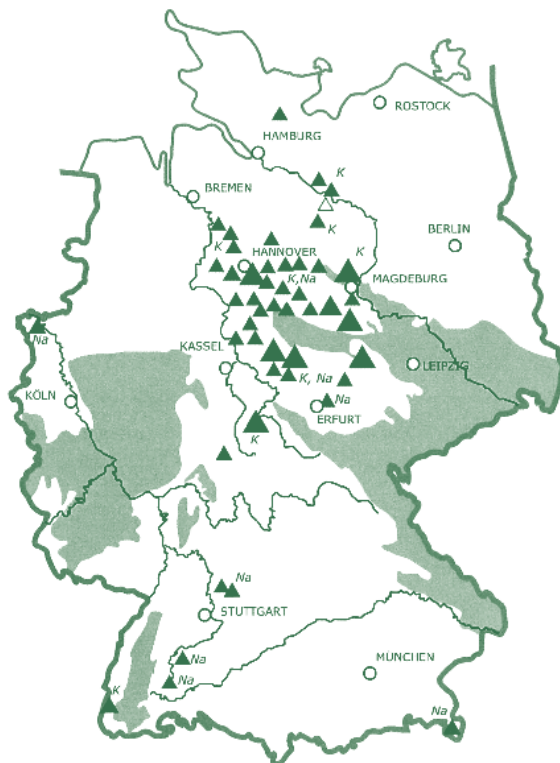 ROSTOCK
HAMBURG
K
BREMEN
K
BERLIN
K
HANNOVER
K
K,Na
MAGDEBURG
Na
KASSEL
LEIPZIG
K, Na
KÖLN
Na
ERFURT
K
Na
STUTTGART
Na
MÜNCHEN
Na
K
Na